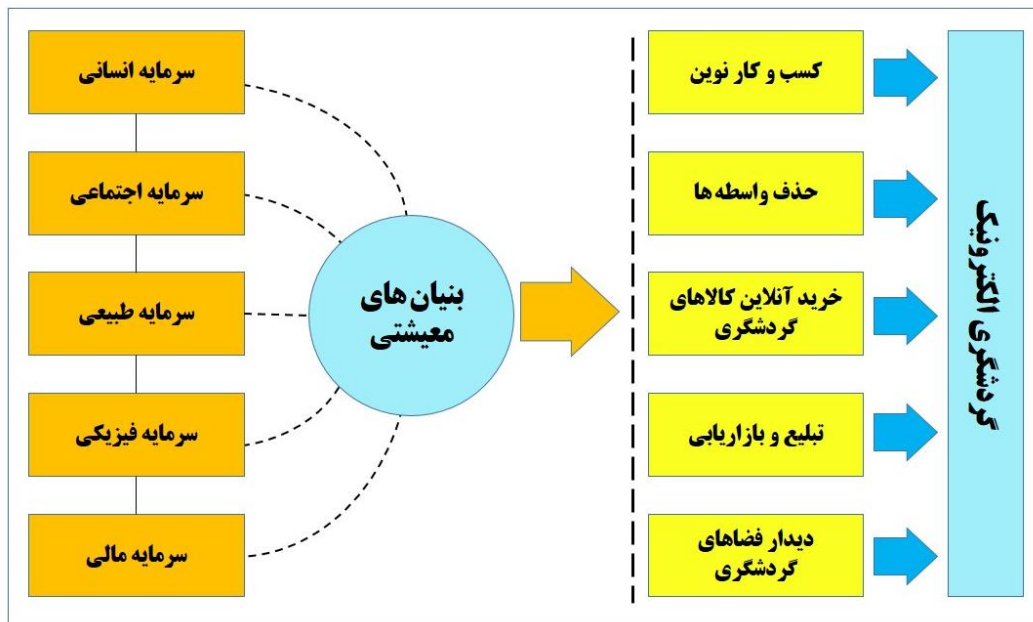 سرمایه انسانی
سرمایه اجتماعی
سرمایه طبیعی
سرمایه فیزیکی
سرمایه مالی
بنیان های
معیشتی
کسب و کار نوین
حذف واسطه ها
خرید آنلاین کالاهای
گردشگری
تبلیغ و بازاریابی
دیدار فضاهای
گردشگری
گردشگری الکترونیک